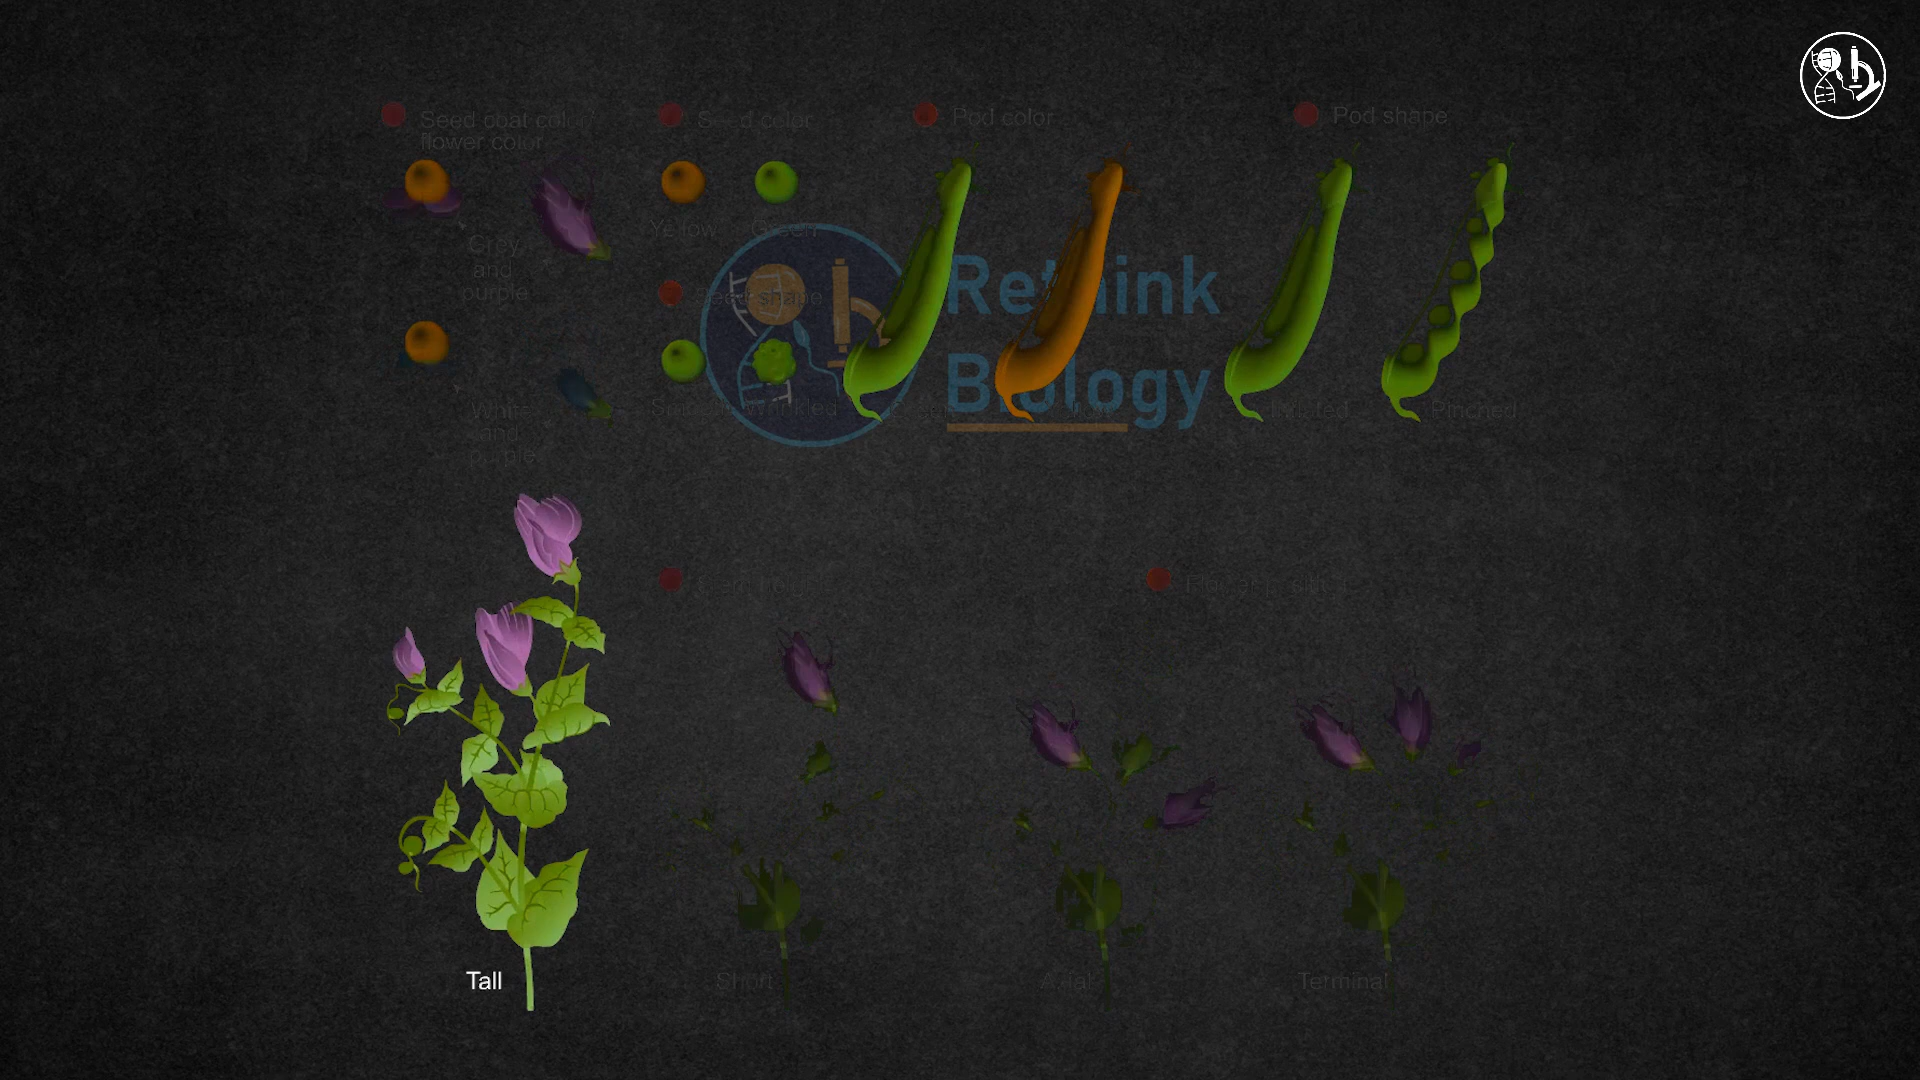 Seed coat color/
flower color
Seed color
Pod color
Pod shape
Grey
and
purple
Yellow
Green
Rethink
Biology
Seed shape
White
and
purple
Wrinkled
Pinched
Tall
Short
Axial
Terminal